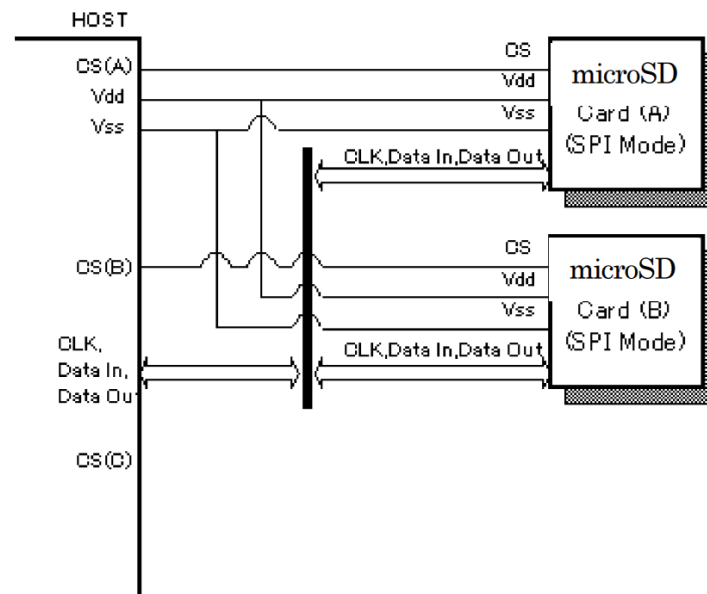 HOST
CS(A)
Vdd
Vss
CS
Vdd
Vss
microSD
Card (A)
(SPI Mode)
CLK,Data In,Data Out
CS(B)
CS
Vdd
Vss
microSD
Card (B)
(SPI Mode)
CLK,
Data In,
Data Out
CLK,Data In,Data Out
CS(C)